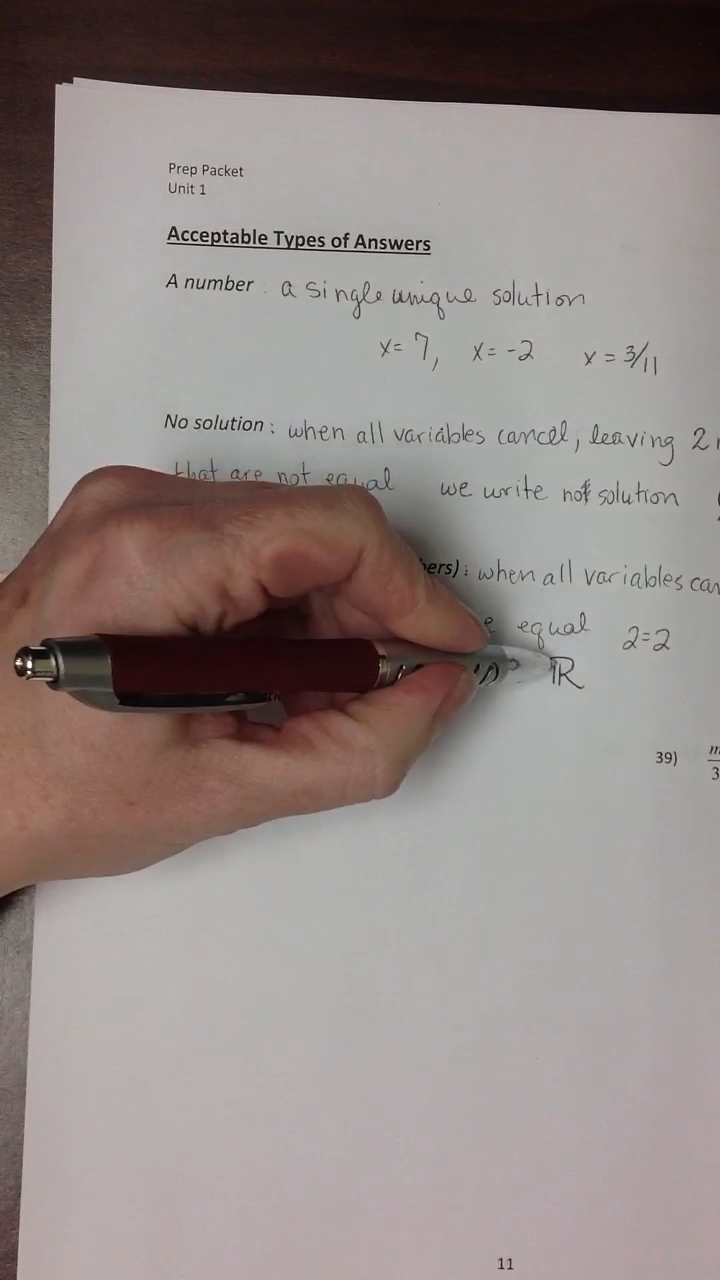 Prep Packet
Unit 1
Acceptable Types of Answers
A number : a single unique solution
x= 7, x= -2 x = 3/11
No solution : when all variables cancel, leaving 2
that are not equal we write not solution
bers) : when all variables can
equal 2=2
ℝ
39) m
3
11